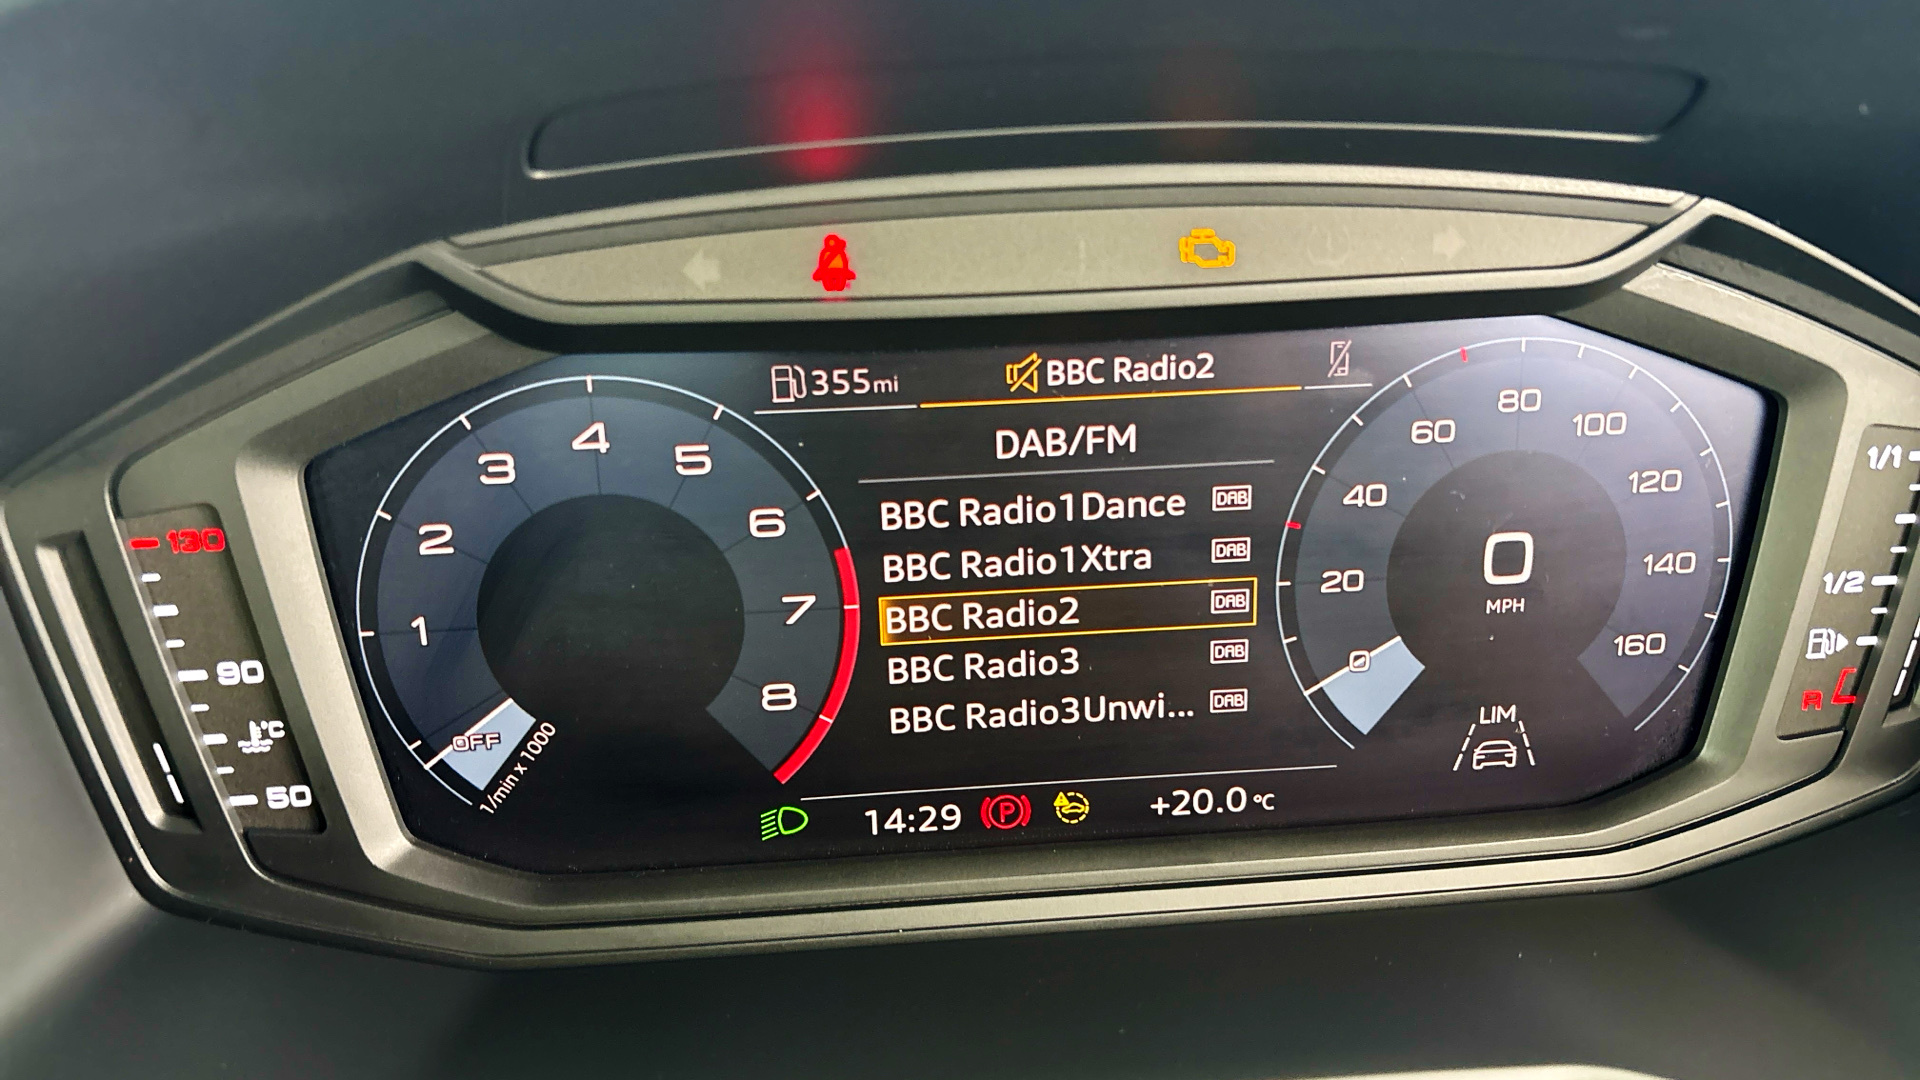 355mi
BBC Radio2
DAB/FM
BBC Radio1Dance DAB
BBC Radio1Xtra DAB
BBC Radio2 DAB
BBC Radio3 DAB
BBC Radio3Unwi... DAB
14:29
P
+20.0°C
OFF
1
2
3
4
5
6
7
8
1/min x 1000
0
20
40
60
80
100
120
140
160
0
MPH
LIM
130
90
°C
50
1/1
1/2
R